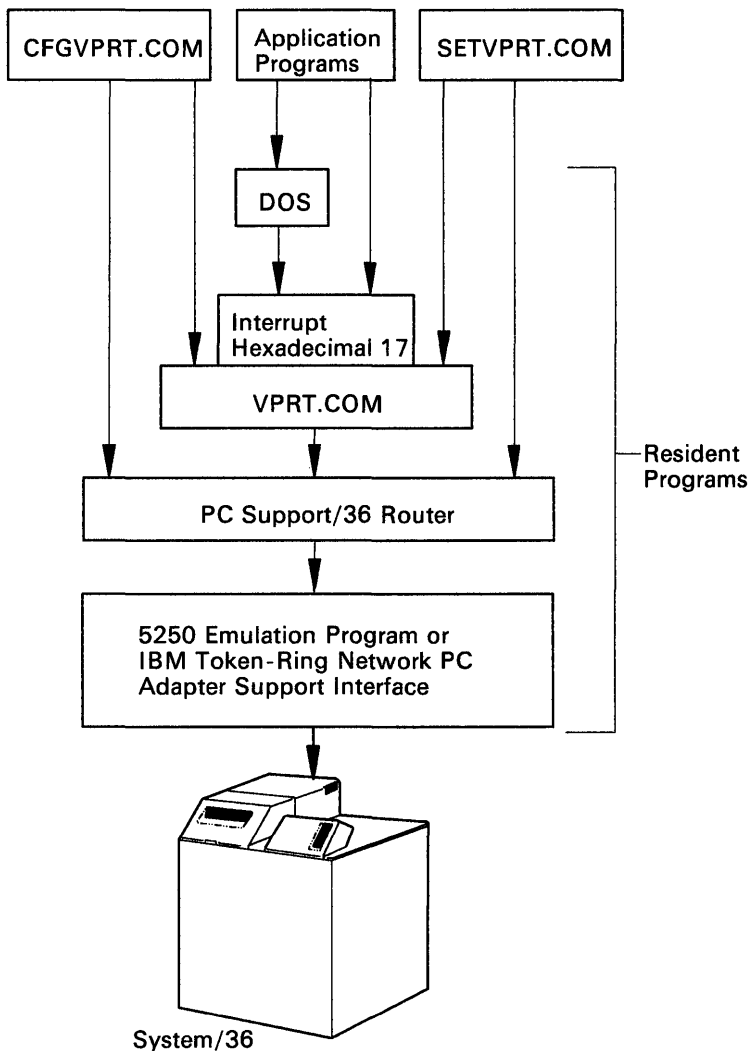 CFGVPRT.COM
Application
Programs
SETVPRT.COM
DOS
Interrupt
Hexadecimal 17
VPRT.COM
Resident
Programs
PC Support/36 Router
5250 Emulation Program or
IBM Token-Ring Network PC
Adapter Support Interface
System/36